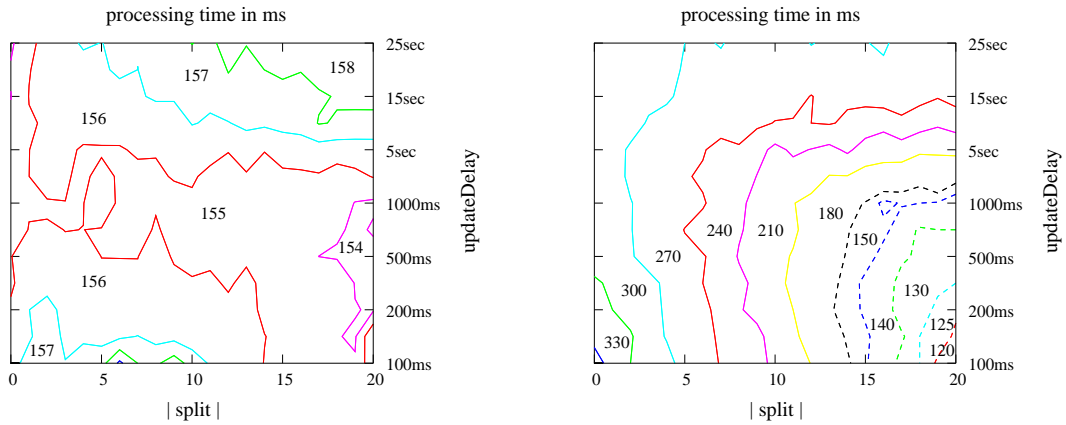 processing time in ms
157
158
156
155
154
156
157
0 5 10 15 20
| split |
25sec
15sec
5sec
1000ms
500ms
200ms
100ms
updateDelay
processing time in ms
240
210
180
150
270
300
130
140
125
330
120
0 5 10 15 20
| split |
25sec
15sec
5sec
1000ms
500ms
200ms
100ms
updateDelay